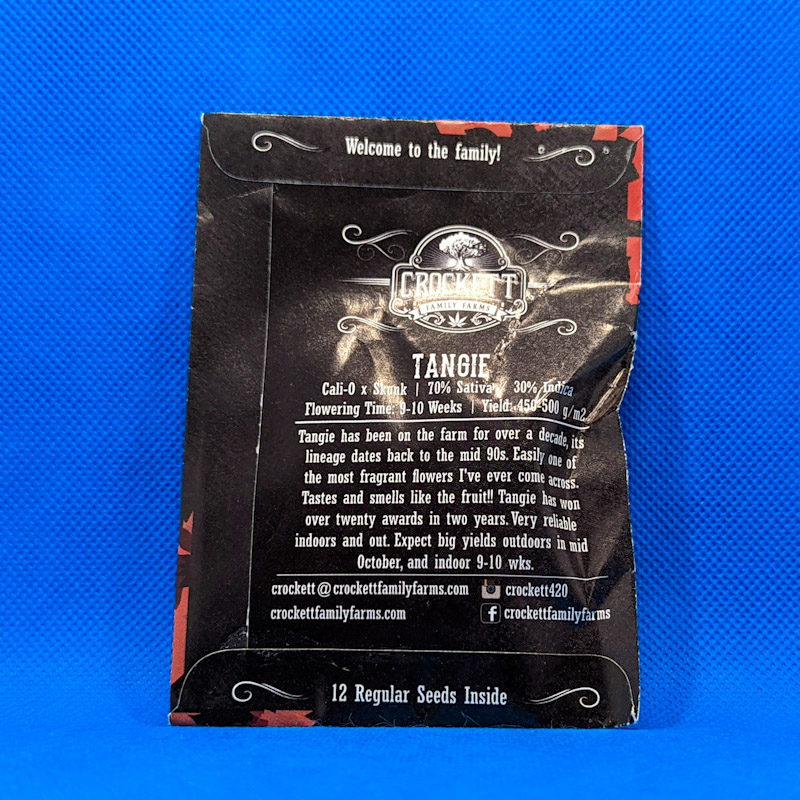 Welcome to the family!
CROCKETT
FAMILY FARMS
TANGIE
Cali-O x Skunk | 70% Sativa | 30% Indica
Flowering Time: 9-10 Weeks | Yield: 450-500 g/m2
Tangie has been on the farm for over a decade, its
lineage dates back to the mid 90s. Easily one of
the most fragrant flowers I've ever come across.
Tastes and smells like the fruit!! Tangie has won
over twenty awards in two years. Very reliable
indoors and out. Expect big yields outdoors in mid
October, and indoor 9-10 wks.
crockett@crockettfamilyfarms.com crockett420
crockettfamilyfarms.com crockettfamilyfarms
12 Regular Seeds Inside